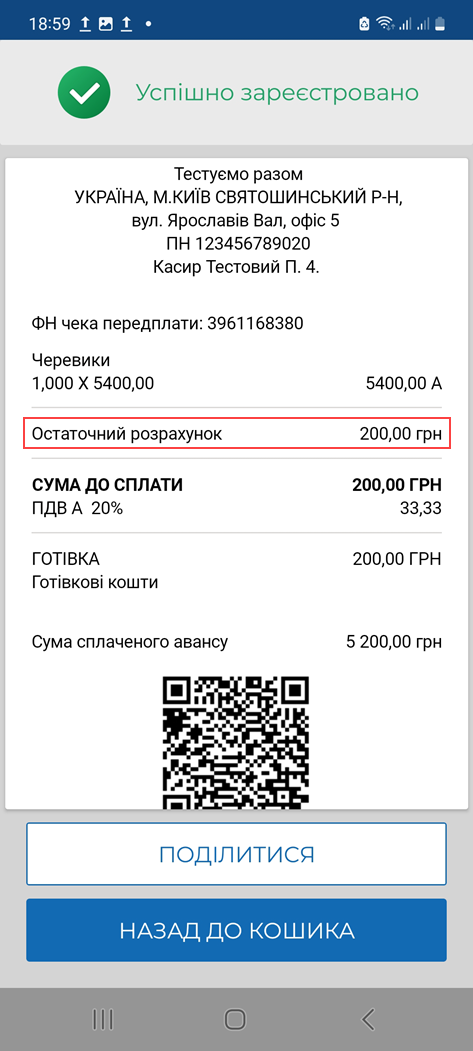 18:59
Успішно зареєстровано
Тестуємо разом
УКРАЇНА, М.КИЇВ СВЯТОШИНСЬКИЙ Р-Н,
вул. Ярославів Вал, офіс 5
ПН 123456789020
Касир Тестовий П. 4.
ФН чека передплати: 3961168380
Черевики
1,000 X 5400,00 5400,00 А
Остаточний розрахунок 200,00 грн
СУМА ДО СПЛАТИ 200,00 ГРН
ПДВ А 20% 33,33
ГОТІВКА 200,00 ГРН
Готівкові кошти
Сума сплаченого авансу 5 200,00 грн
ПОДІЛИТИСЯ
НАЗАД ДО КОШИКА